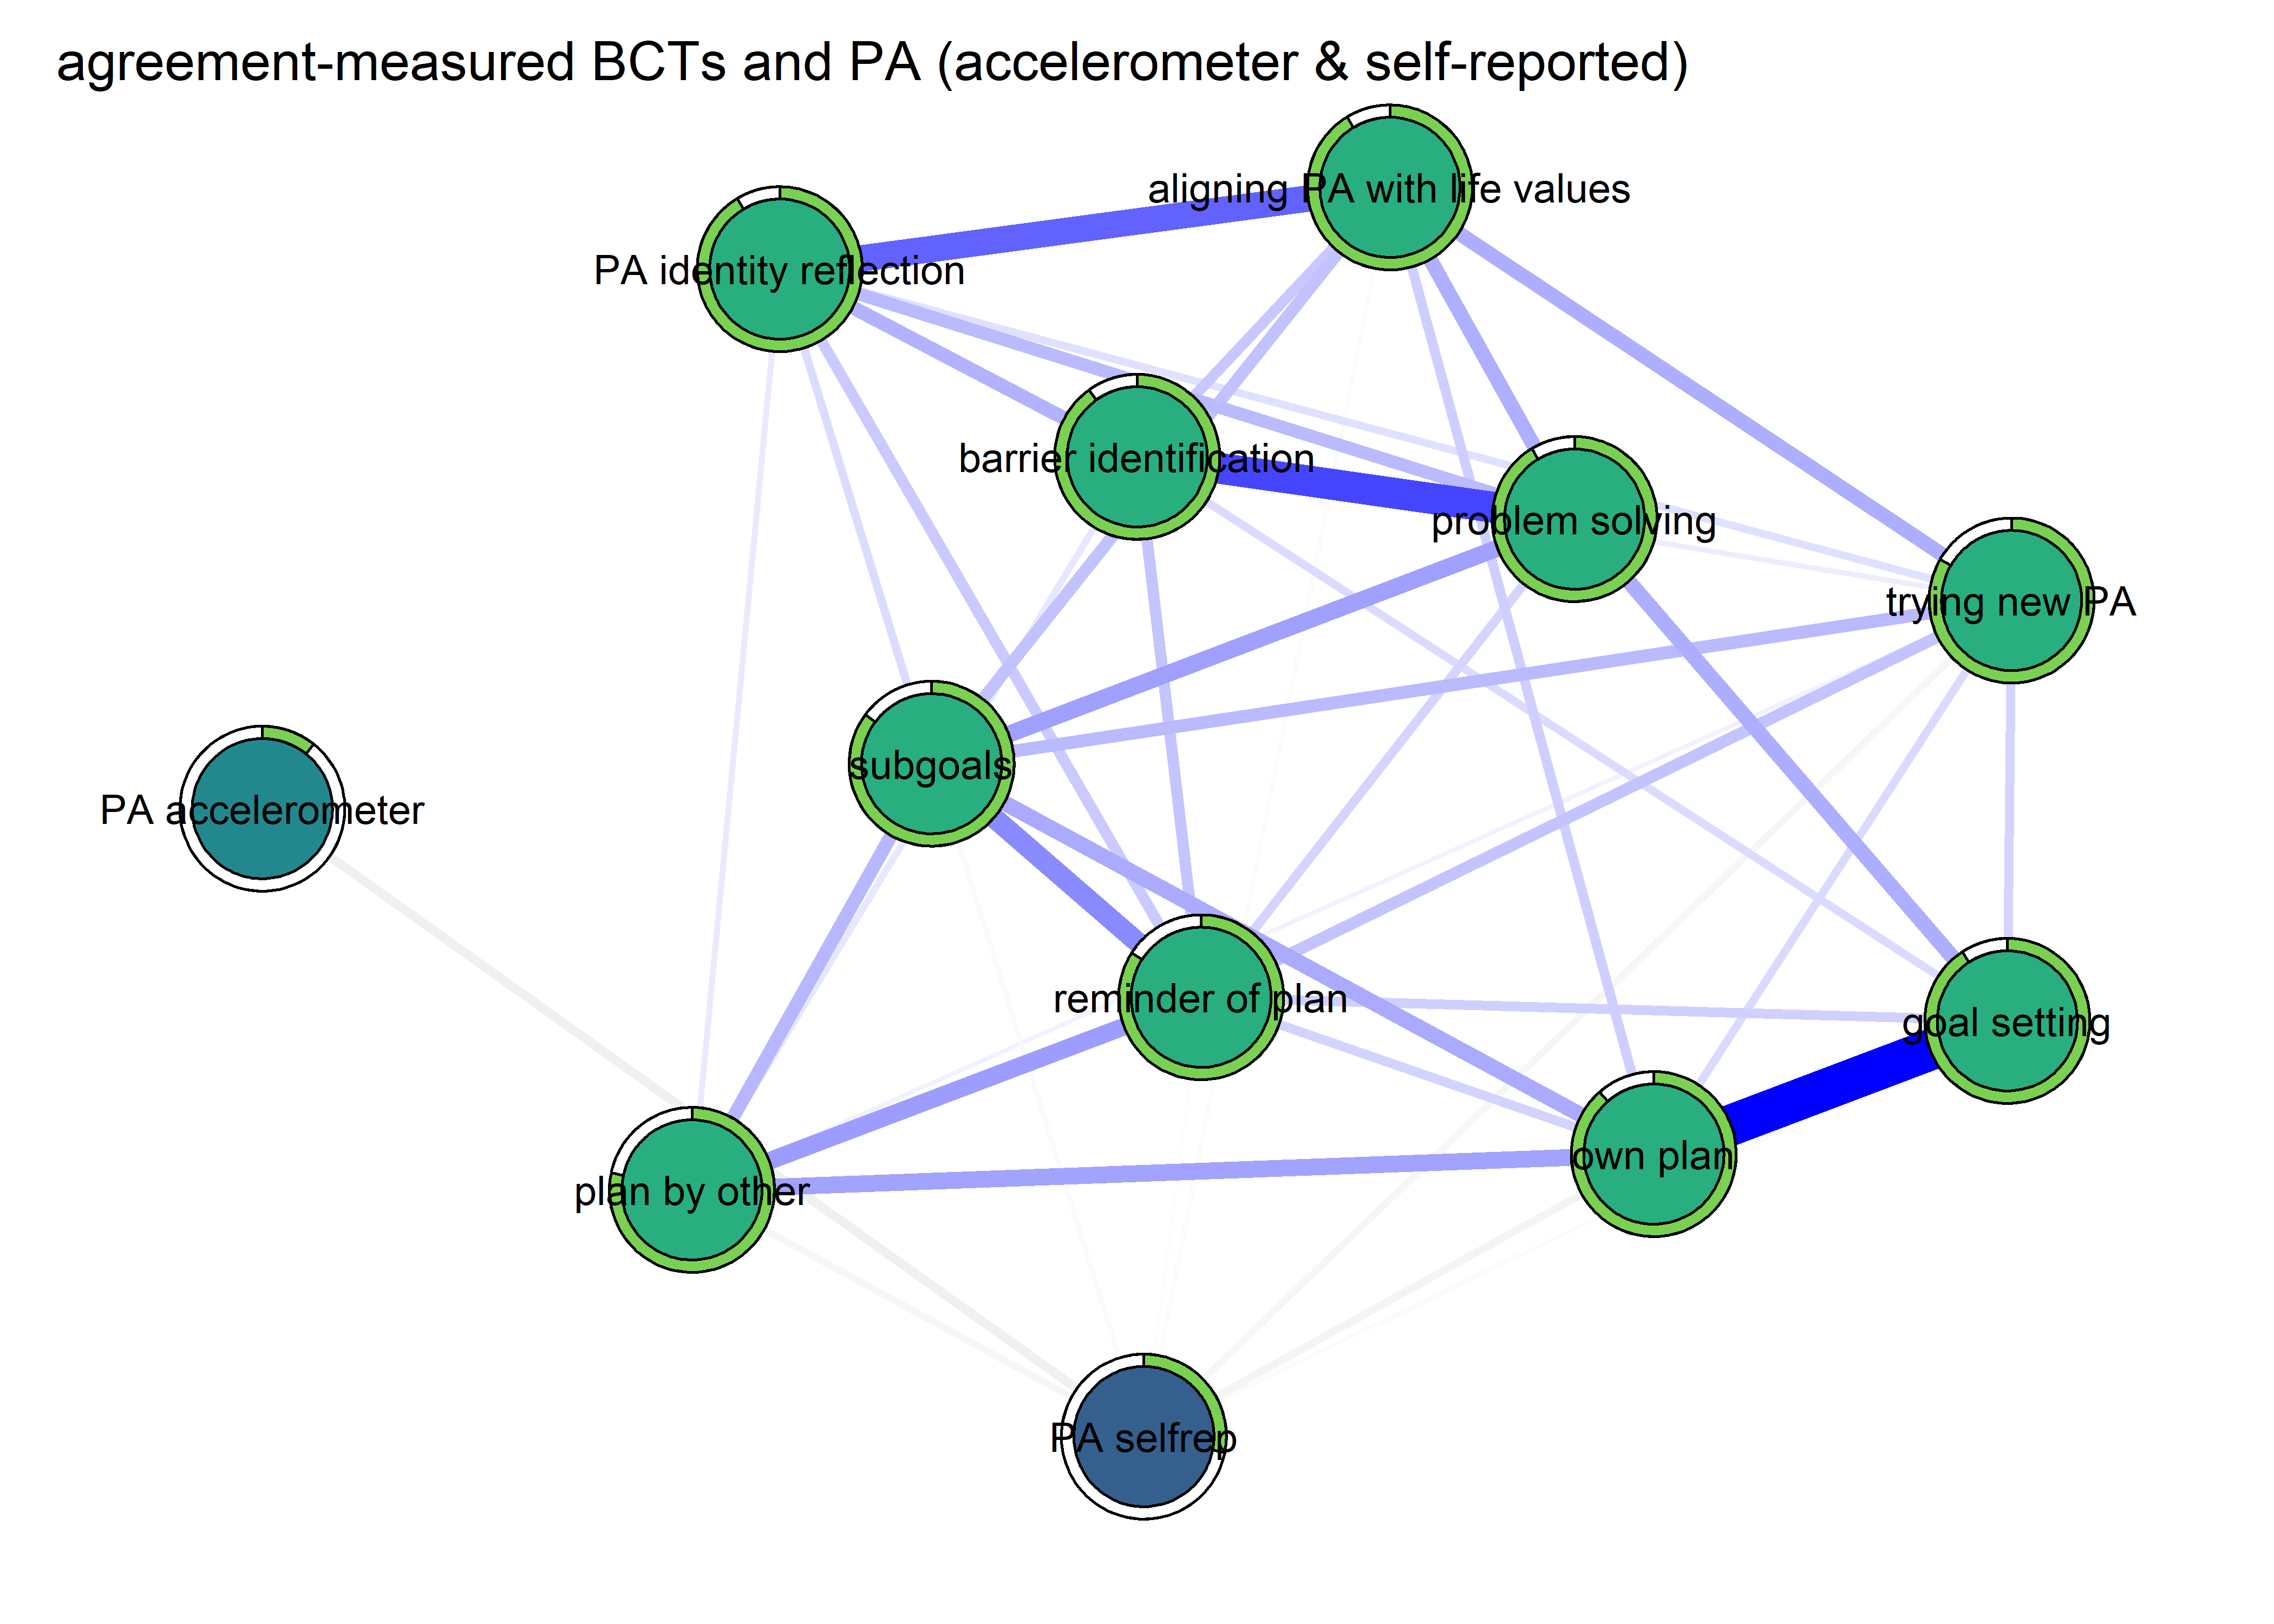 agreement-measured BCTs and PA (accelerometer & self-reported)
aligning PA with life values
PA identity reflection
barrier identification
problem solving
trying new PA
subgoals
PA accelerometer
reminder of plan
goal setting
own plan
plan by other
PA selfrep